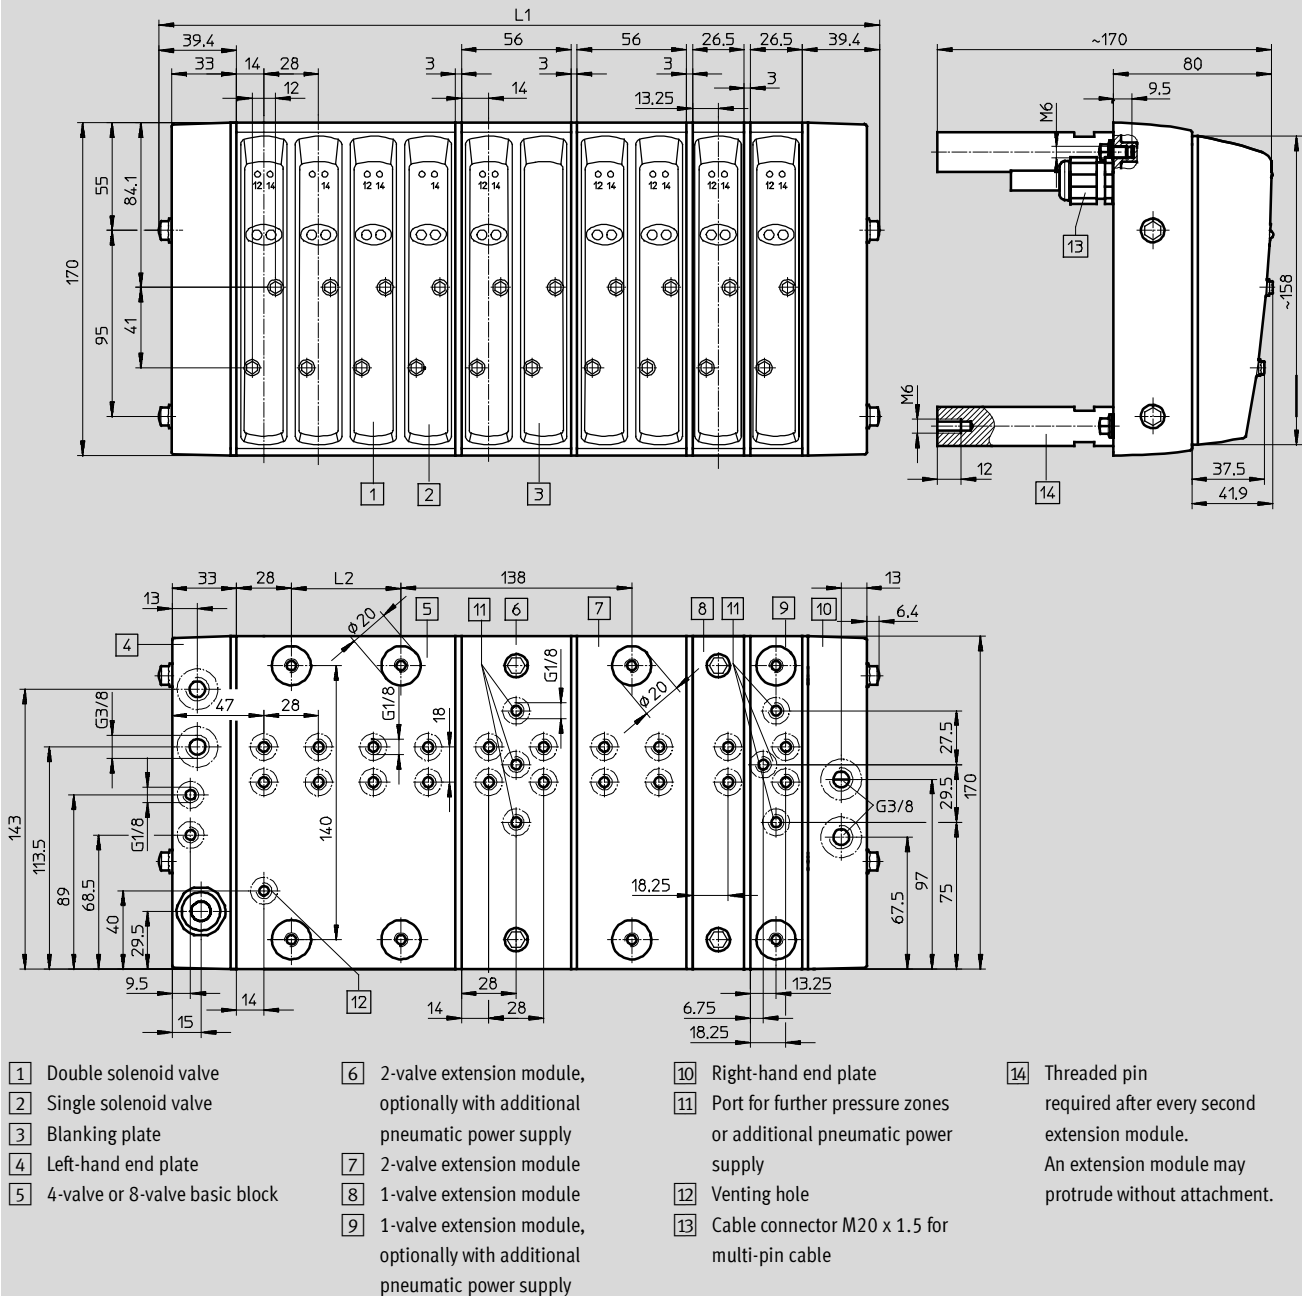 L1
39.4
56
56
26.5
26.5
39.4
33
14
28
3
3
3
12
14
13.25
3
~170
80
9.5
M6
55
84.1
170
95
41
12 14
14
12 14
14
12 14
12 14
12 14
12 14
12 14
13
~158
M6
12
14
37.5
41.9
1
2
3
33
28
L2
138
13
13
6.4
4
5
11
6
7
8
11
9
10
ø 20
G1/8
ø 20
47
28
G3/8
G1/8
18
27.5
29.5
170
G3/8
143
113.5
89
68.5
G1/8
40
29.5
140
18.25
67.5
97
75
9.5
14
12
28
13.25
15
14
28
6.75
18.25
1 Double solenoid valve
2 Single solenoid valve
3 Blanking plate
4 Left-hand end plate
5 4-valve or 8-valve basic block
6 2-valve extension module,
optionally with additional
pneumatic power supply
7 2-valve extension module
8 1-valve extension module
9 1-valve extension module,
optionally with additional
pneumatic power supply
10 Right-hand end plate
11 Port for further pressure zones
or additional pneumatic power
supply
12 Venting hole
13 Cable connector M20 x 1.5 for
multi-pin cable
14 Threaded pin
required after every second
extension module.
An extension module may
protrude without attachment.